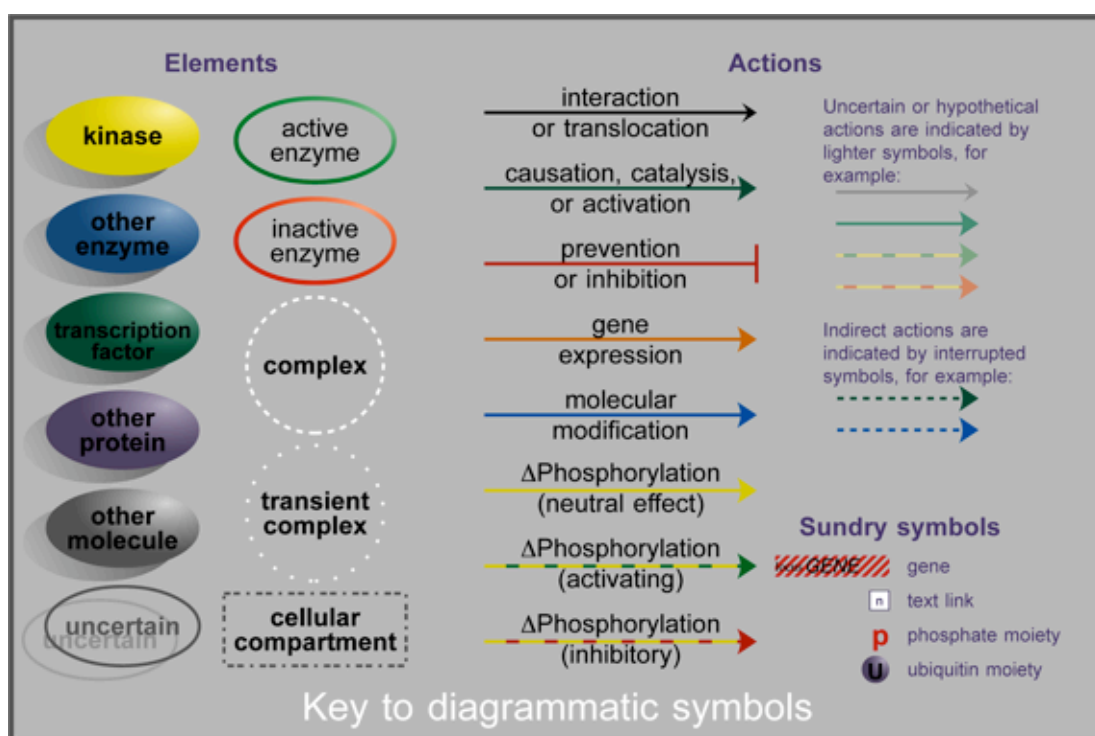 Elements
kinase
other
enzyme
transcription
factor
other
protein
other
molecule
uncertain
uncertain
active
enzyme
inactive
enzyme
complex
transient
complex
cellular
compartment
Actions
interaction
or translocation
causation, catalysis,
or activation
prevention
or inhibition
gene
expression
molecular
modification
ΔPhosphorylation
(neutral effect)
ΔPhosphorylation
(activating)
ΔPhosphorylation
(inhibitory)
Uncertain or hypothetical
actions are indicated by
lighter symbols, for
example:
Indirect actions are
indicated by interrupted
symbols, for example:
Sundry symbols
GENE gene
n text link
p phosphate moiety
U ubiquitin moiety
Key to diagrammatic symbols